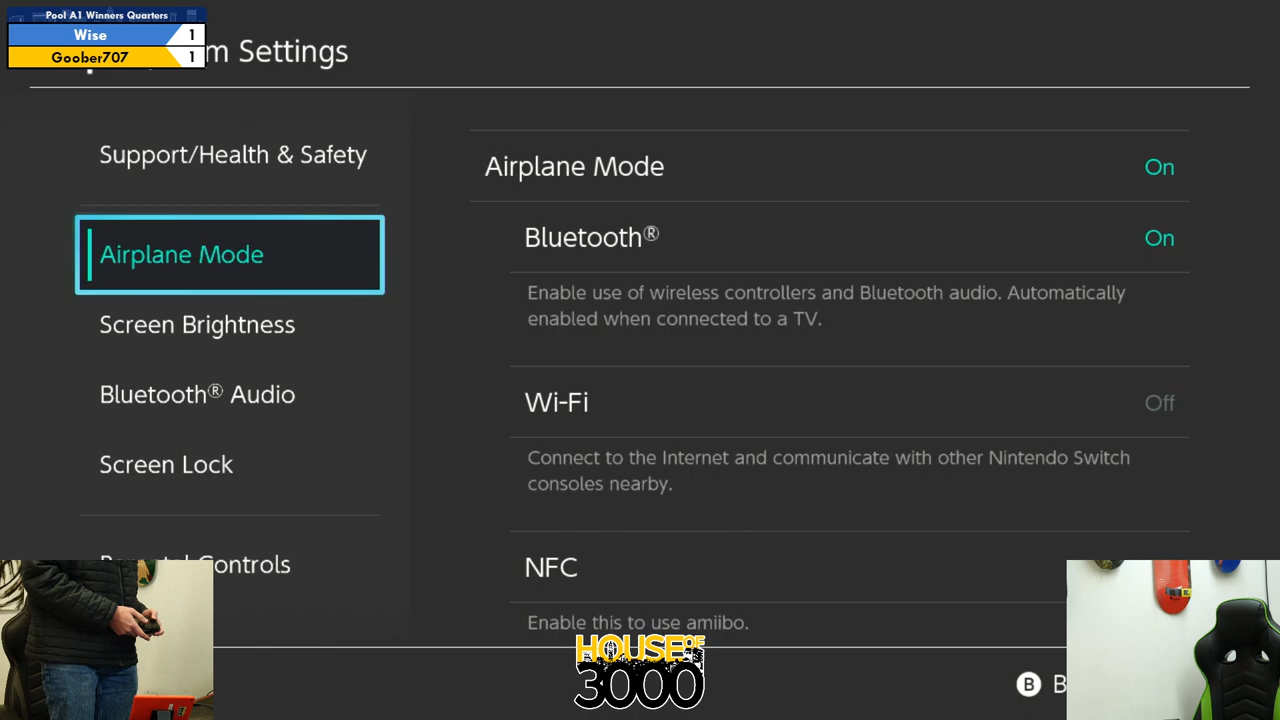 Pool A1 Winners Quarters
Wise 1
Goober707 1
m Settings
Support/Health & Safety
Airplane Mode
Screen Brightness
Bluetooth® Audio
Screen Lock
Controls
Airplane Mode On
Bluetooth® On
Enable use of wireless controllers and Bluetooth audio. Automatically
enabled when connected to a TV.
Wi-Fi Off
Connect to the Internet and communicate with other Nintendo Switch
consoles nearby.
NFC
Enable this to use amiibo.
HOUSE OF
3000
B B